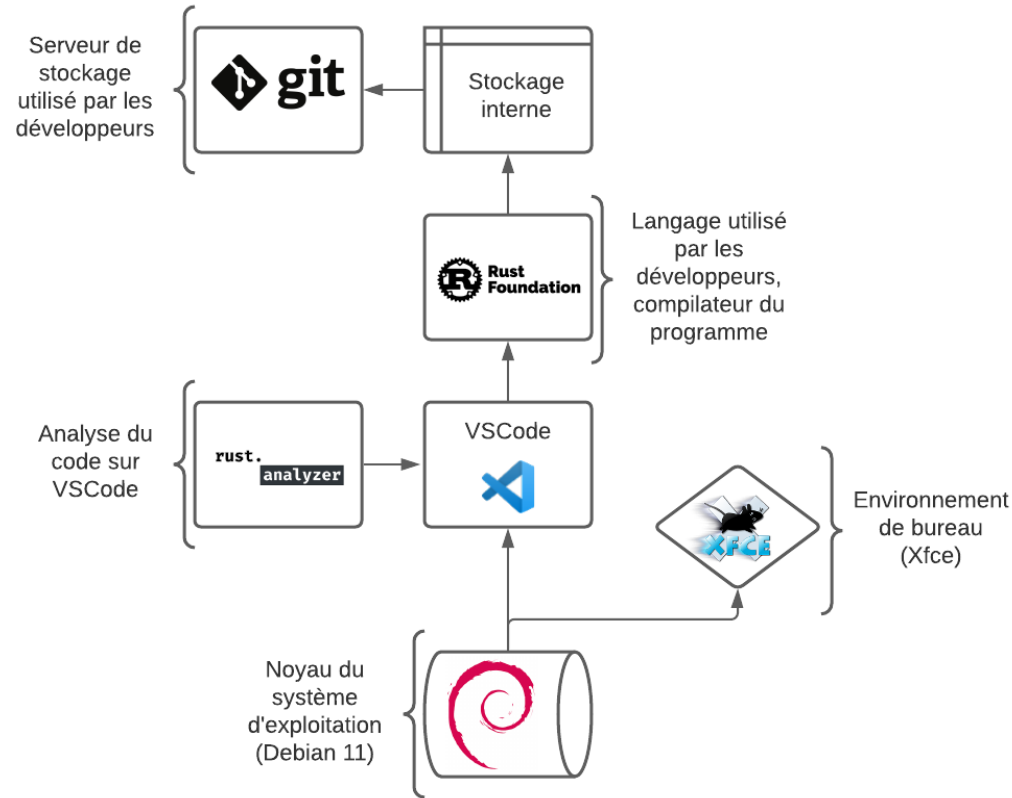 Serveur de
stockage
utilisé par les
développeurs
git
Stockage
interne
Rust
Foundation
Langage utilisé
par les
développeurs,
compilateur du
programme
Analyse du
code sur
VSCode
rust.
analyzer
VSCode
XFCE
Environnement
de bureau
(Xfce)
Noyau du
système
d'exploitation
(Debian 11)